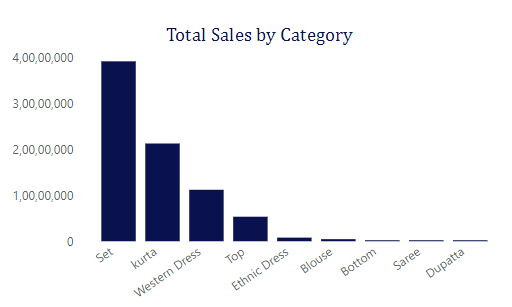 Total Sales by Category
4,00,00,000
3,00,00,000
2,00,00,000
1,00,00,000
0
Set
kurta
Western Dress
Top
Ethnic Dress
Blouse
Bottom
Saree
Dupatta